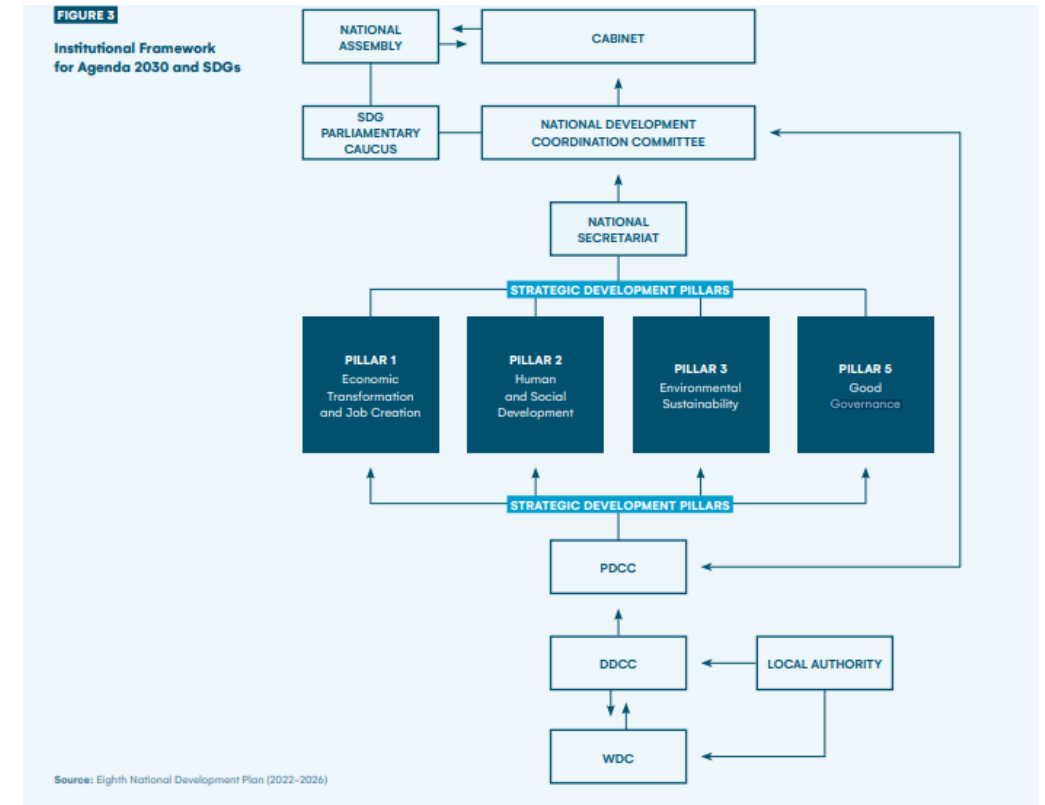 FIGURE 3
Institutional Framework
for Agenda 2030 and SDGs
NATIONAL
ASSEMBLY
CABINET
SDG
PARLIAMENTARY
CAUCUS
NATIONAL DEVELOPMENT
COORDINATION COMMITTEE
NATIONAL
SECRETARIAT
STRATEGIC DEVELOPMENT PILLARS
PILLAR 1
Economic
Transformation
and Job Creation
PILLAR 2
Human
and Social
Development
PILLAR 3
Environmental
Sustainability
PILLAR 5
Good
Governance
STRATEGIC DEVELOPMENT PILLARS
PDCC
DDCC
LOCAL AUTHORITY
WDC
Source: Eighth National Development Plan (2022-2026)